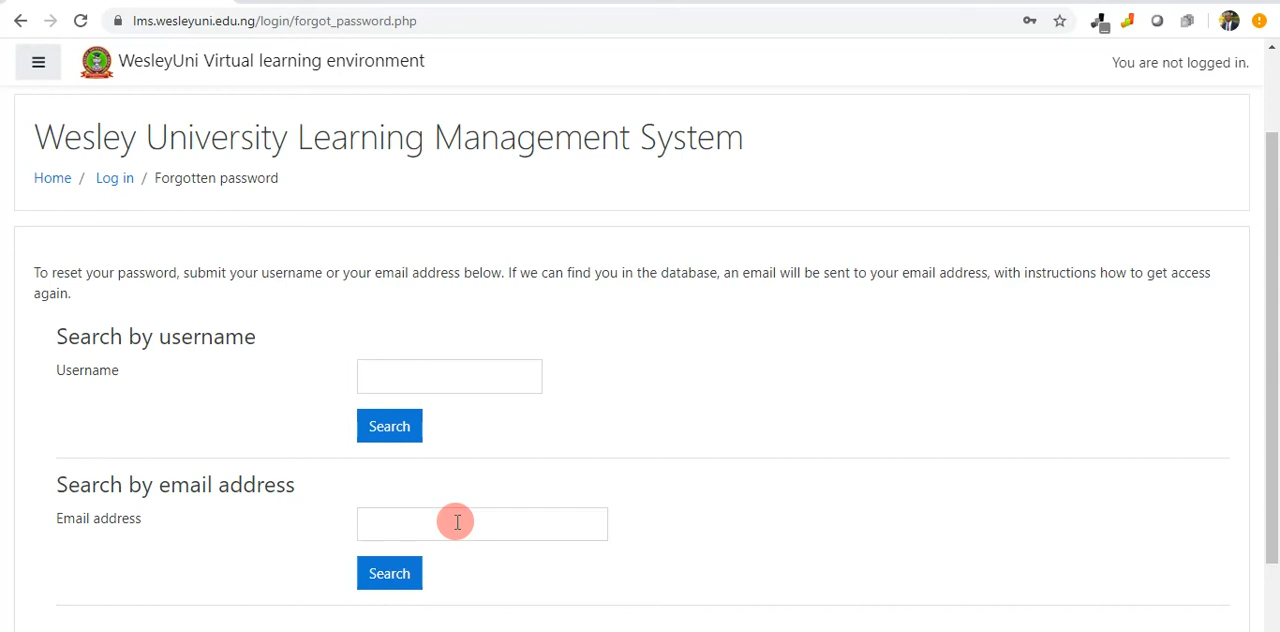 lms.wesleyuni.edu.ng/login/forgot_password.php
WesleyUni Virtual learning environment
You are not logged in.
Wesley University Learning Management System
Home / Log in / Forgotten password
To reset your password, submit your username or your email address below. If we can find you in the database, an email will be sent to your email address, with instructions how to get access
again.
Search by username
Username
Search
Search by email address
Email address
Search